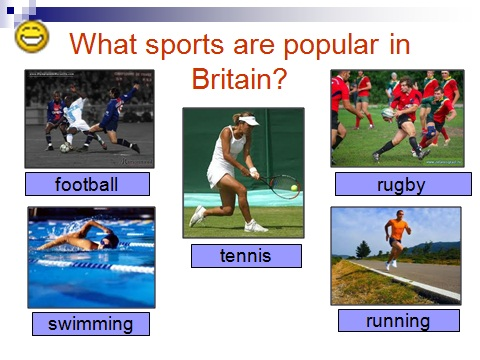 What sports are popular in
Britain?
football
rugby
tennis
swimming
running